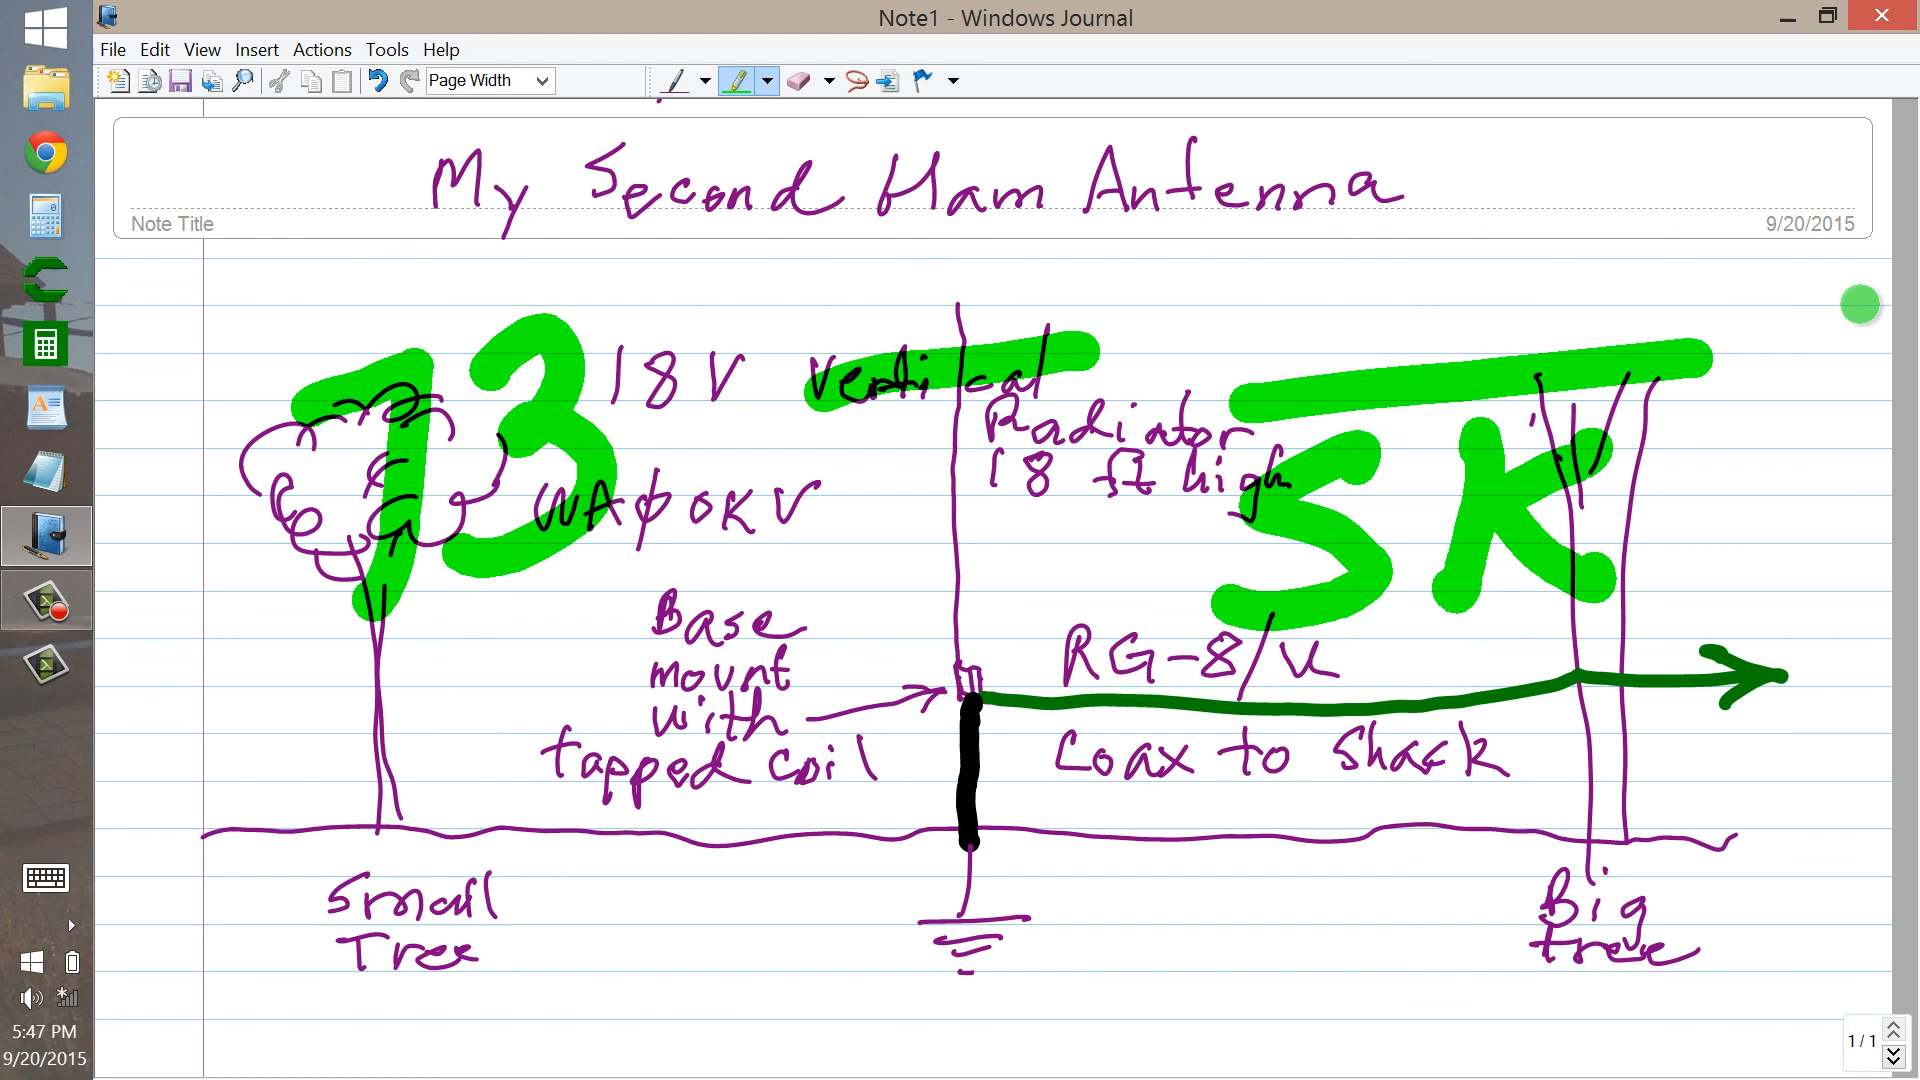 Note1 - Windows Journal
File Edit View Insert Actions Tools Help
Page Width
My Second Ham Antenna
Note Title
9/20/2015
18V Vertical
73
Radiator
18 ft high
WAØOKV
SK
Base
mount
with
tapped coil
RG-8/U
Coax to Shack
Small
Tree
Big
tree
5:47 PM
9/20/2015
1 / 1